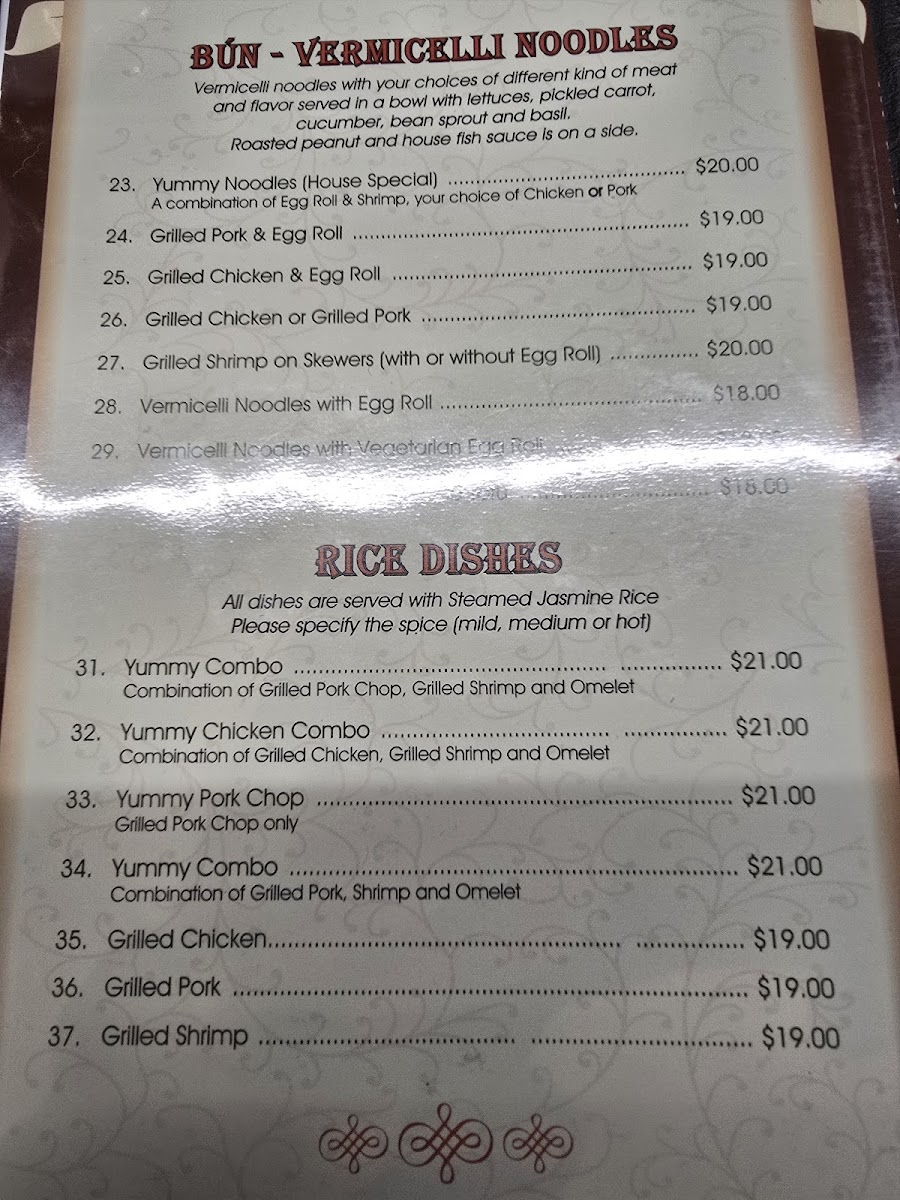 BÚN - VERMICELLI NOODLES
Vermicelli noodles with your choices of different kind of meat
and flavor served in a bowl with lettuces, pickled carrot,
cucumber, bean sprout and basil.
Roasted peanut and house fish sauce is on a side.
23. Yummy Noodles (House Special) ........ $20.00
A combination of Egg Roll & Shrimp, your choice of Chicken or Pork
24. Grilled Pork & Egg Roll ........ $19.00
25. Grilled Chicken & Egg Roll ........ $19.00
26. Grilled Chicken or Grilled Pork ........ $19.00
27. Grilled Shrimp on Skewers (with or without Egg Roll) ........ $20.00
28. Vermicelli Noodles with Egg Roll ........ $18.00
29. Vermicelli Noodles with Vegetarian Egg Roll
........ $18.00
RICE DISHES
All dishes are served with Steamed Jasmine Rice
Please specify the spice (mild, medium or hot)
31. Yummy Combo ........ $21.00
Combination of Grilled Pork Chop, Grilled Shrimp and Omelet
32. Yummy Chicken Combo ........ $21.00
Combination of Grilled Chicken, Grilled Shrimp and Omelet
33. Yummy Pork Chop ........ $21.00
Grilled Pork Chop only
34. Yummy Combo ........ $21.00
Combination of Grilled Pork, Shrimp and Omelet
35. Grilled Chicken........ $19.00
36. Grilled Pork ........ $19.00
37. Grilled Shrimp ........ $19.00